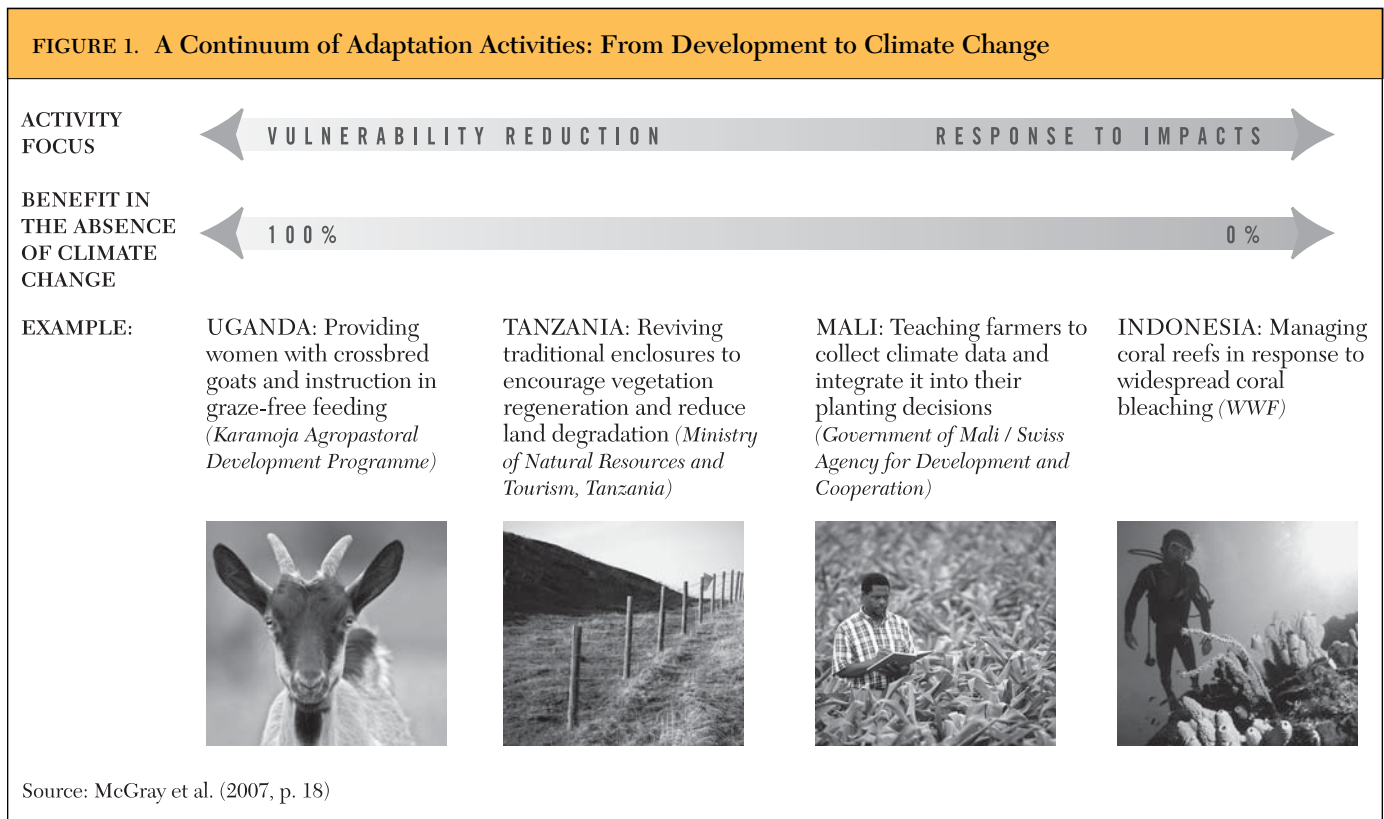 FIGURE 1. A Continuum of Adaptation Activities: From Development to Climate Change
ACTIVITY
FOCUS
VULNERABILITY REDUCTION
RESPONSE TO IMPACTS
BENEFIT IN
THE ABSENCE
OF CLIMATE
CHANGE
100%
0%
EXAMPLE:
UGANDA: Providing
women with crossbred
goats and instruction in
graze-free feeding
(Karamoja Agropastoral
Development Programme)
TANZANIA: Reviving
traditional enclosures to
encourage vegetation
regeneration and reduce
land degradation (Ministry
of Natural Resources and
Tourism, Tanzania)
MALI: Teaching farmers to
collect climate data and
integrate it into their
planting decisions
(Government of Mali / Swiss
Agency for Development and
Cooperation)
INDONESIA: Managing
coral reefs in response to
widespread coral
bleaching (WWF)
Source: McGray et al. (2007, p. 18)